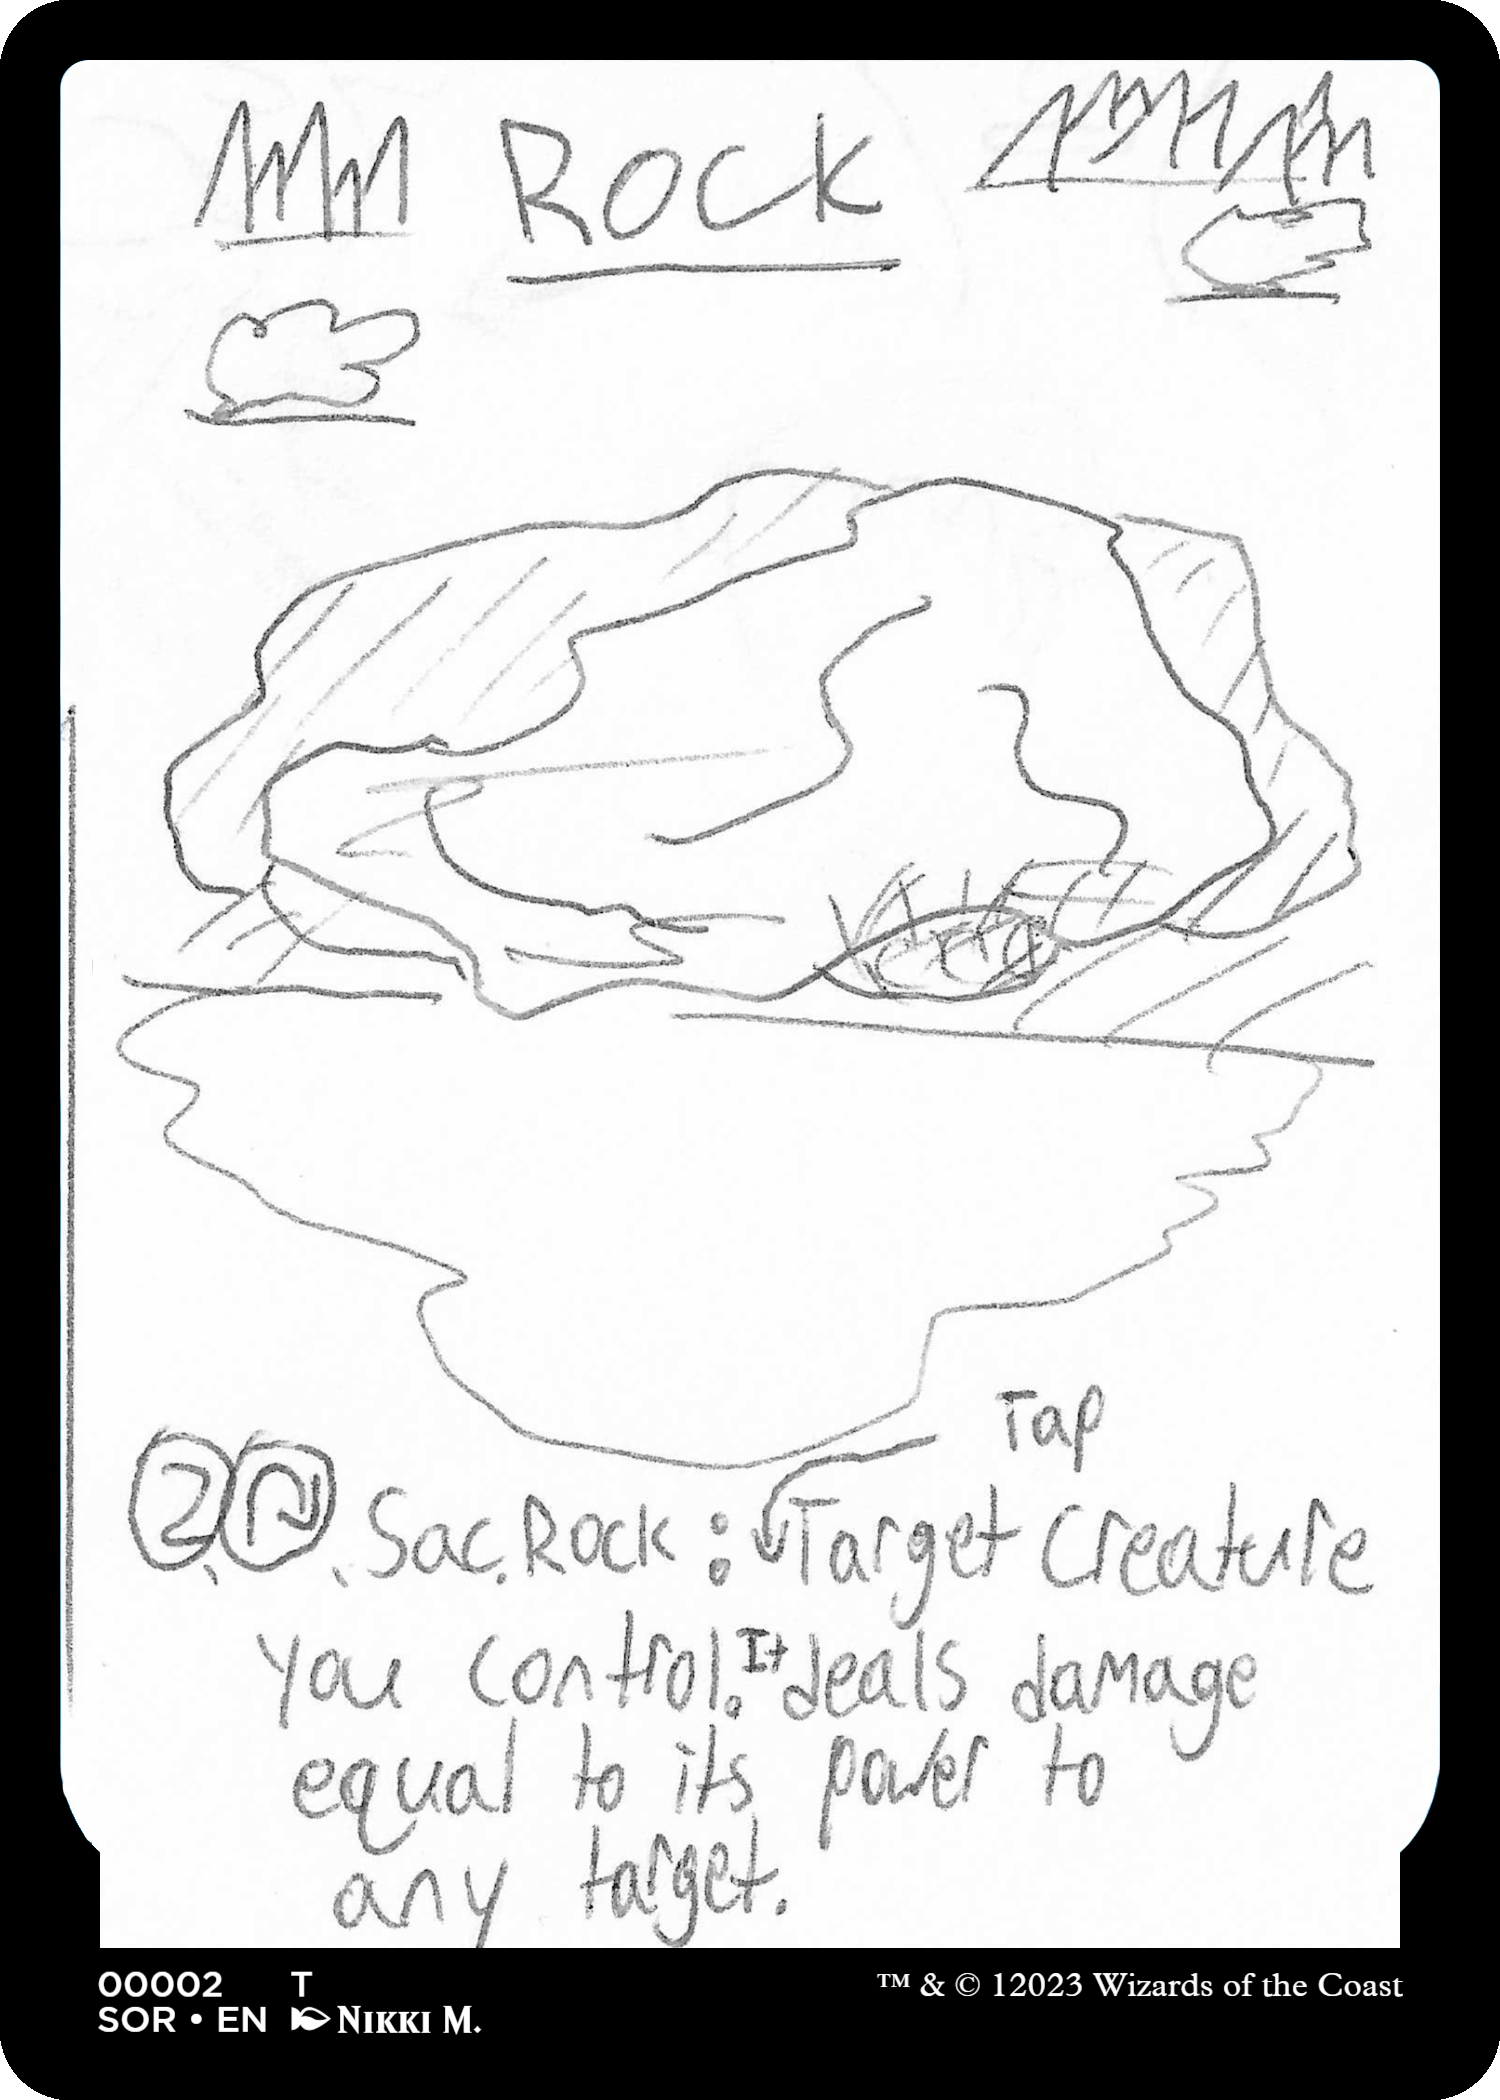 ROCK
Tap
2, , Sac. Rock : Target Creature
you control. It deals damage
equal to its power to
any target.
00002 T
SOR • EN NIKKI M.
™ & © 12023 Wizards of the Coast